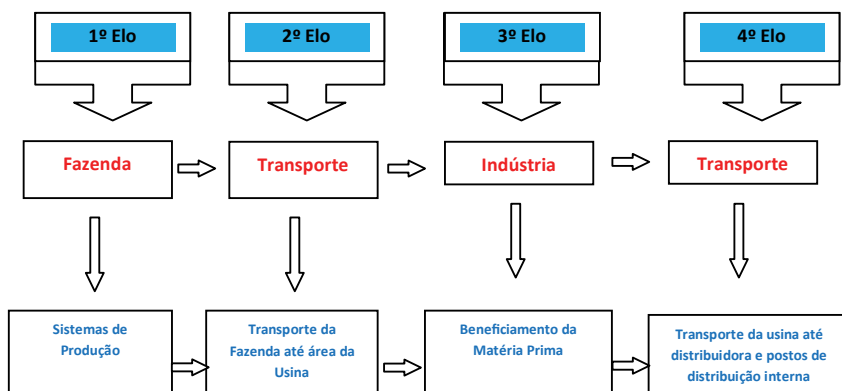 1º Elo
2º Elo
3º Elo
4º Elo
Fazenda
Transporte
Indústria
Transporte
Sistemas de
Produção
Transporte da
Fazenda até área da
Usina
Beneficiamento da
Matéria Prima
Transporte da usina até
distribuidora e postos de
distribuição interna